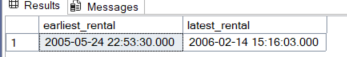 Results Messages
earliest_rental latest_rental
1 2005-05-24 22:53:30.000 2006-02-14 15:16:03.000